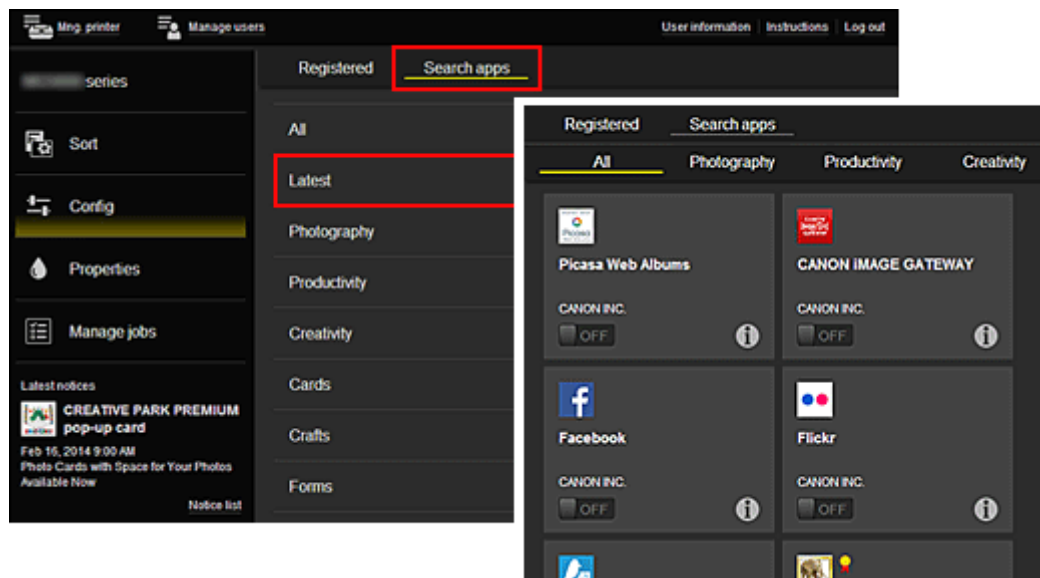 Mng. printer
Manage users
User information
Instructions
Log out
series
Sort
Config
Properties
Manage jobs
Latest notices
CREATIVE PARK PREMIUM
pop-up card
Feb 16, 2014 9:00 AM
Photo Cards with Space for Your Photos
Available Now
Notice list
Registered
Search apps
All
Latest
Photography
Productivity
Creativity
Cards
Crafts
Forms
Registered
Search apps
All
Photography
Productivity
Creativity
Picasa
Picasa Web Albums
CANON INC.
OFF
CANON iMAGE GATEWAY
CANON INC.
OFF
Facebook
CANON INC.
OFF
Flickr
CANON INC.
OFF